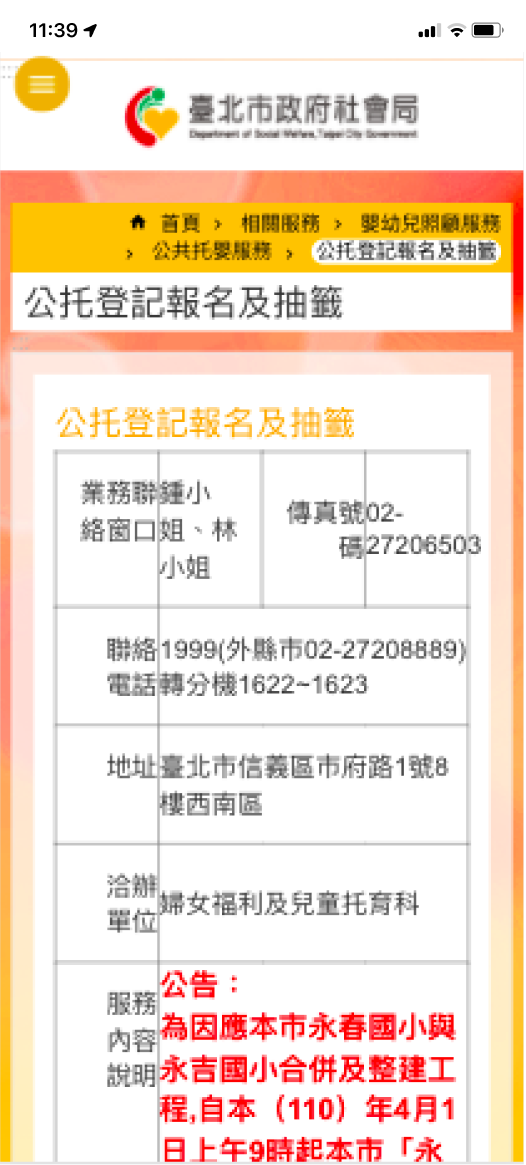 11:39
臺北市政府社會局
Department of Social Welfare, Taipei City Government
首頁 › 相關服務 › 嬰幼兒照顧服務
› 公共托嬰服務 › 公托登記報名及抽籤
公托登記報名及抽籤
公托登記報名及抽籤
業務聯絡窗口
鍾小姐、林小姐
傳真號碼
02-27206503
聯絡電話
1999(外縣市02-27208889)
轉分機1622~1623
地址
臺北市信義區市府路1號8
樓西南區
洽辦單位
婦女福利及兒童托育科
服務內容說明
公告：
為因應本市永春國小與
永吉國小合併及整建工
程,自本（110）年4月1
日上午9時起本市「永